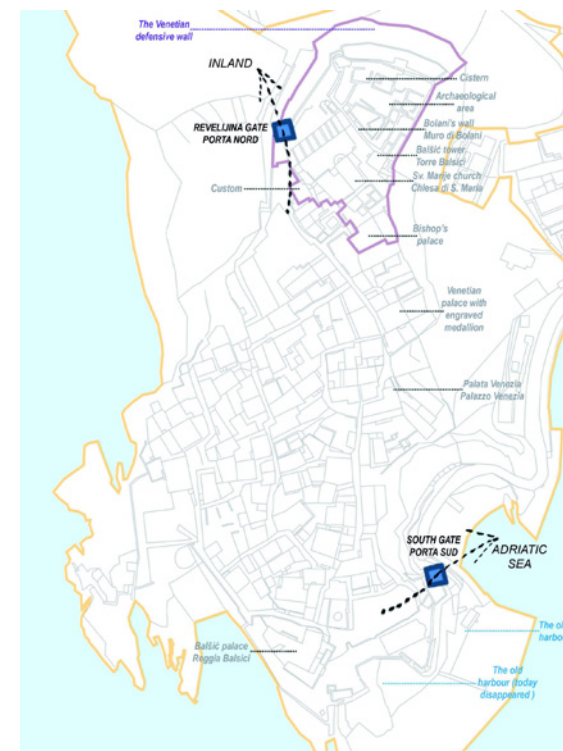 The Venetian
defensive wall
INLAND
Cistern
Archaeological
area
REVELIJINA GATE
PORTA NORD
Bolani's wall
Muro di Bolani
Balšić tower
Torre Balsici
Sv. Marije church
Chiesa di S. Maria
Custom
Bishop's
palace
Venetian
palace with
engraved
medallion
Palata Venezia
Palazzo Venezia
SOUTH GATE
PORTA SUD
ADRIATIC
SEA
Balšić palace
Reggia Balsici
The ol
harbou
The old
harbour (today
disappeared )